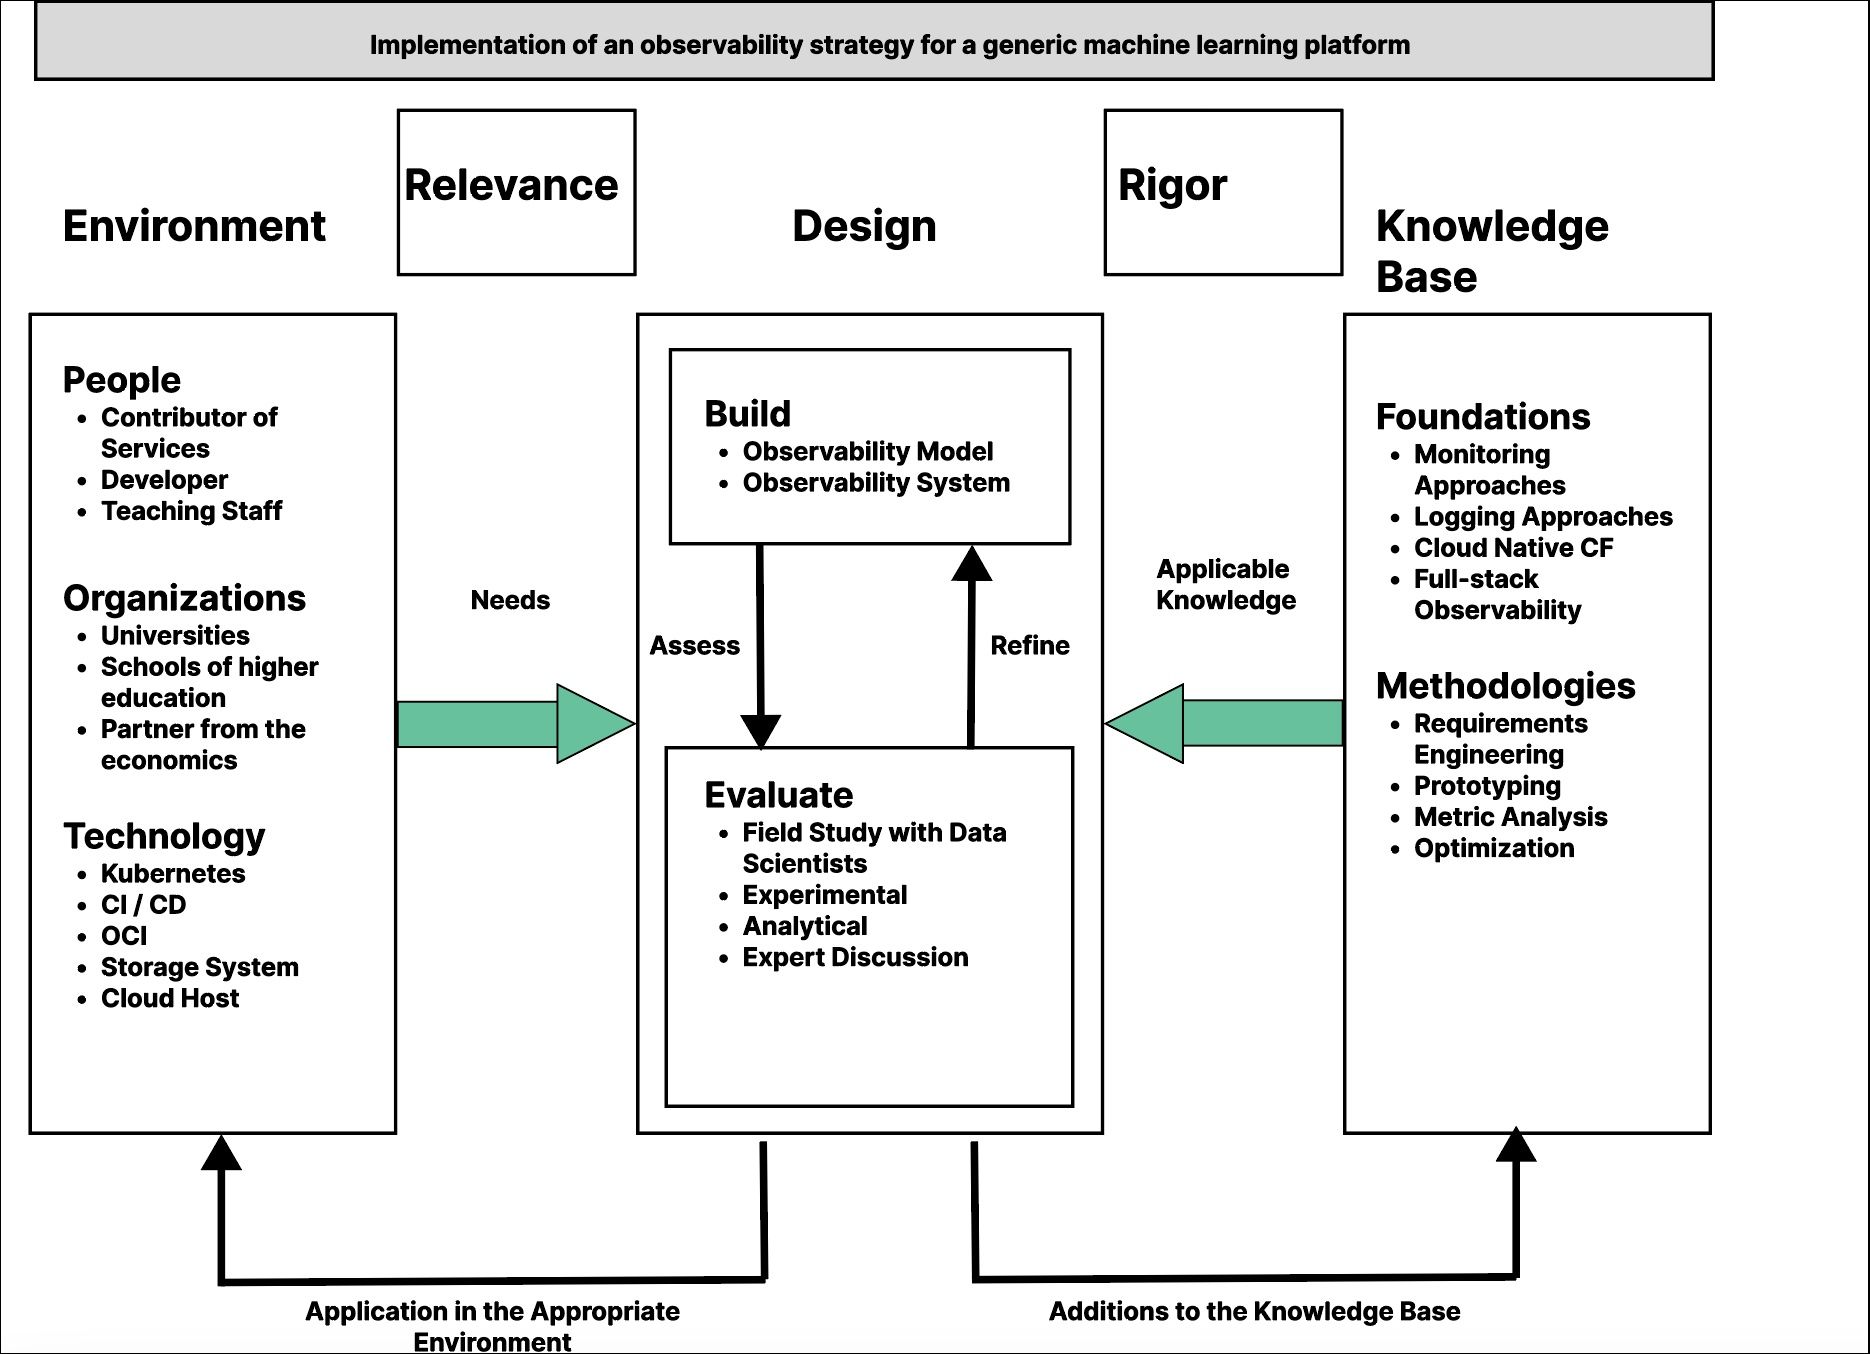 Implementation of an observability strategy for a generic machine learning platform
Relevance
Rigor
Environment
Design
Knowledge
Base
People
• Contributor of
Services
• Developer
• Teaching Staff
Organizations
• Universities
• Schools of higher
education
• Partner from the
economics
Technology
• Kubernetes
• CI / CD
• OCI
• Storage System
• Cloud Host
Needs
Build
• Observability Model
• Observability System
Assess
Refine
Evaluate
• Field Study with Data
Scientists
• Experimental
• Analytical
• Expert Discussion
Applicable
Knowledge
Foundations
• Monitoring
Approaches
• Logging Approaches
• Cloud Native CF
• Full-stack
Observability
Methodologies
• Requirements
Engineering
• Prototyping
• Metric Analysis
• Optimization
Application in the Appropriate
Environment
Additions to the Knowledge Base